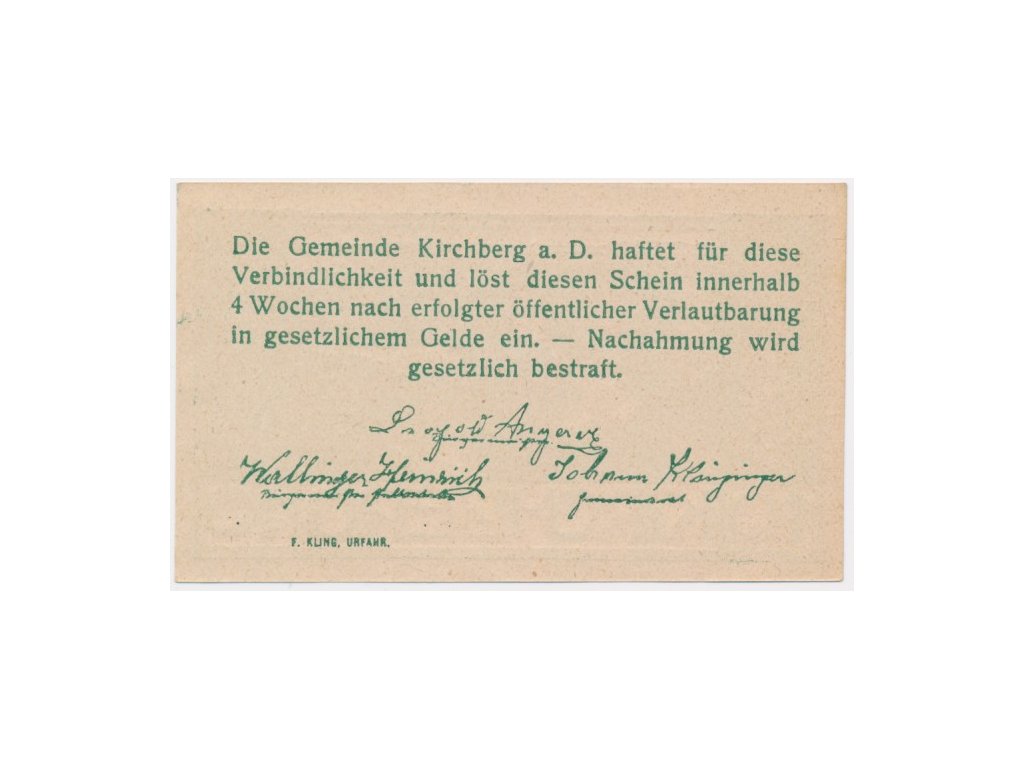 Die Gemeinde Kirchberg a. D. haftet für diese
Verbindlichkeit und löst diesen Schein innerhalb
4 Wochen nach erfolgter öffentlicher Verlautbarung
in gesetzlichem Gelde ein. — Nachahmung wird
gesetzlich bestraft.
Leopold Angerer
Wallinger Heinrich
Johann
Gemeinderat
F. KLING, URFAHR.